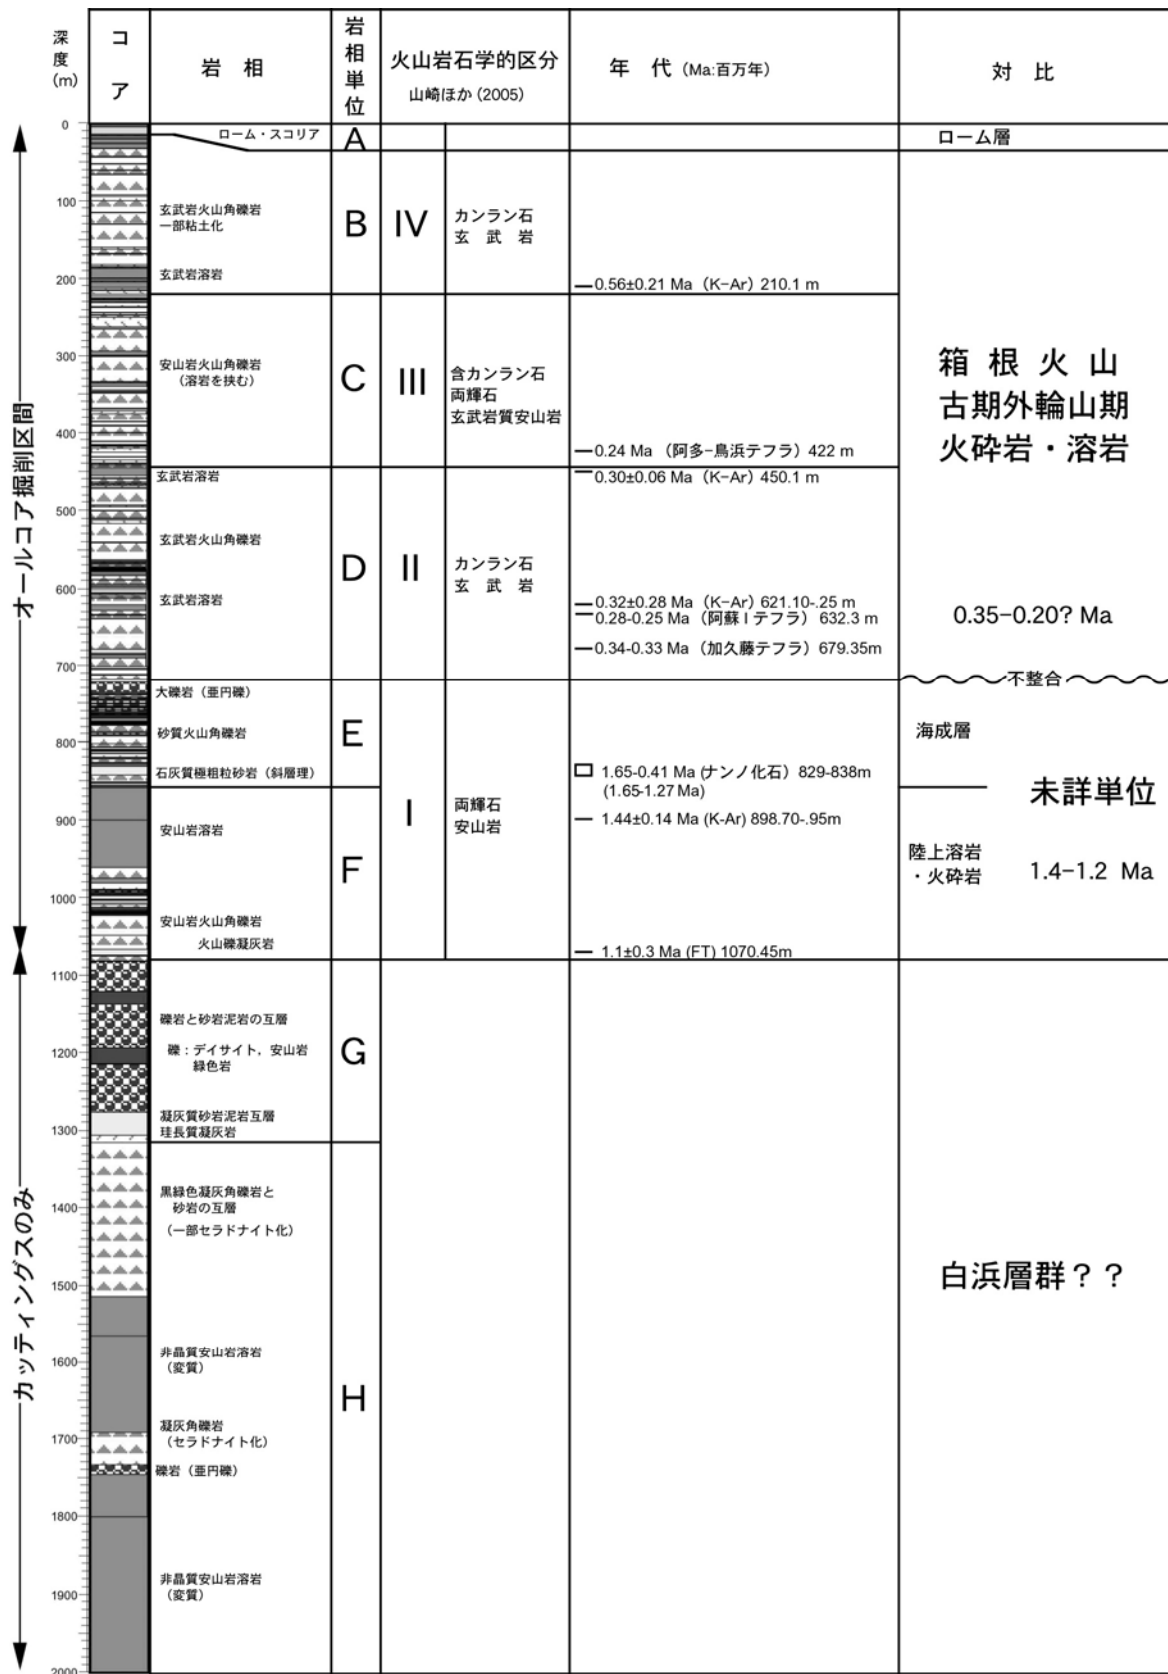 深度(m)
コア
岩 相
岩相単位
火山岩石学的区分
山崎ほか (2005)
年 代 (Ma:百万年)
対 比
0
100
200
300
400
500
600
700
800
900
1000
1100
1200
1300
1400
1500
1600
1700
1800
1900
2000
オールコア掘削区間
カッティングスのみ
ローム・スコリア
玄武岩火山角礫岩
一部粘土化
玄武岩溶岩
安山岩火山角礫岩
(溶岩を挟む)
玄武岩溶岩
玄武岩火山角礫岩
玄武岩溶岩
大礫岩（亜円礫）
砂質火山角礫岩
石灰質極粗粒砂岩（斜層理）
安山岩溶岩
安山岩火山角礫岩
火山礫凝灰岩
礫岩と砂岩泥岩の互層
礫：デイサイト，安山岩
緑色岩
凝灰質砂岩泥岩互層
珪長質凝灰岩
黒緑色凝灰角礫岩と
砂岩の互層
（一部セラドナイト化）
非晶質安山岩溶岩
（変質）
凝灰角礫岩
（セラドナイト化）
礫岩（亜円礫）
非晶質安山岩溶岩
（変質）
A
B
C
D
E
F
G
H
IV
III
II
I
カンラン石
玄 武 岩
含カンラン石
両輝石
玄武岩質安山岩
カンラン石
玄 武 岩
両輝石
安山岩
0.56±0.21 Ma（K−Ar）210.1 m
0.24 Ma （阿多−鳥浜テフラ）422 m
0.30±0.06 Ma（K−Ar）450.1 m
0.32±0.28 Ma（K−Ar）621.10-.25 m
0.28-0.25 Ma（阿蘇 I テフラ） 632.3 m
0.34-0.33 Ma（加久藤テフラ）679.35m
1.65-0.41 Ma (ナンノ化石）829-838m
(1.65-1.27 Ma)
1.44±0.14 Ma (K-Ar) 898.70-.95m
1.1±0.3 Ma (FT) 1070.45m
ローム層
箱 根 火 山
古期外輪山期
火砕岩・溶岩
0.35−0.20? Ma
不整合
海成層
未詳単位
陸上溶岩
・火砕岩
1.4−1.2 Ma
白浜層群？？